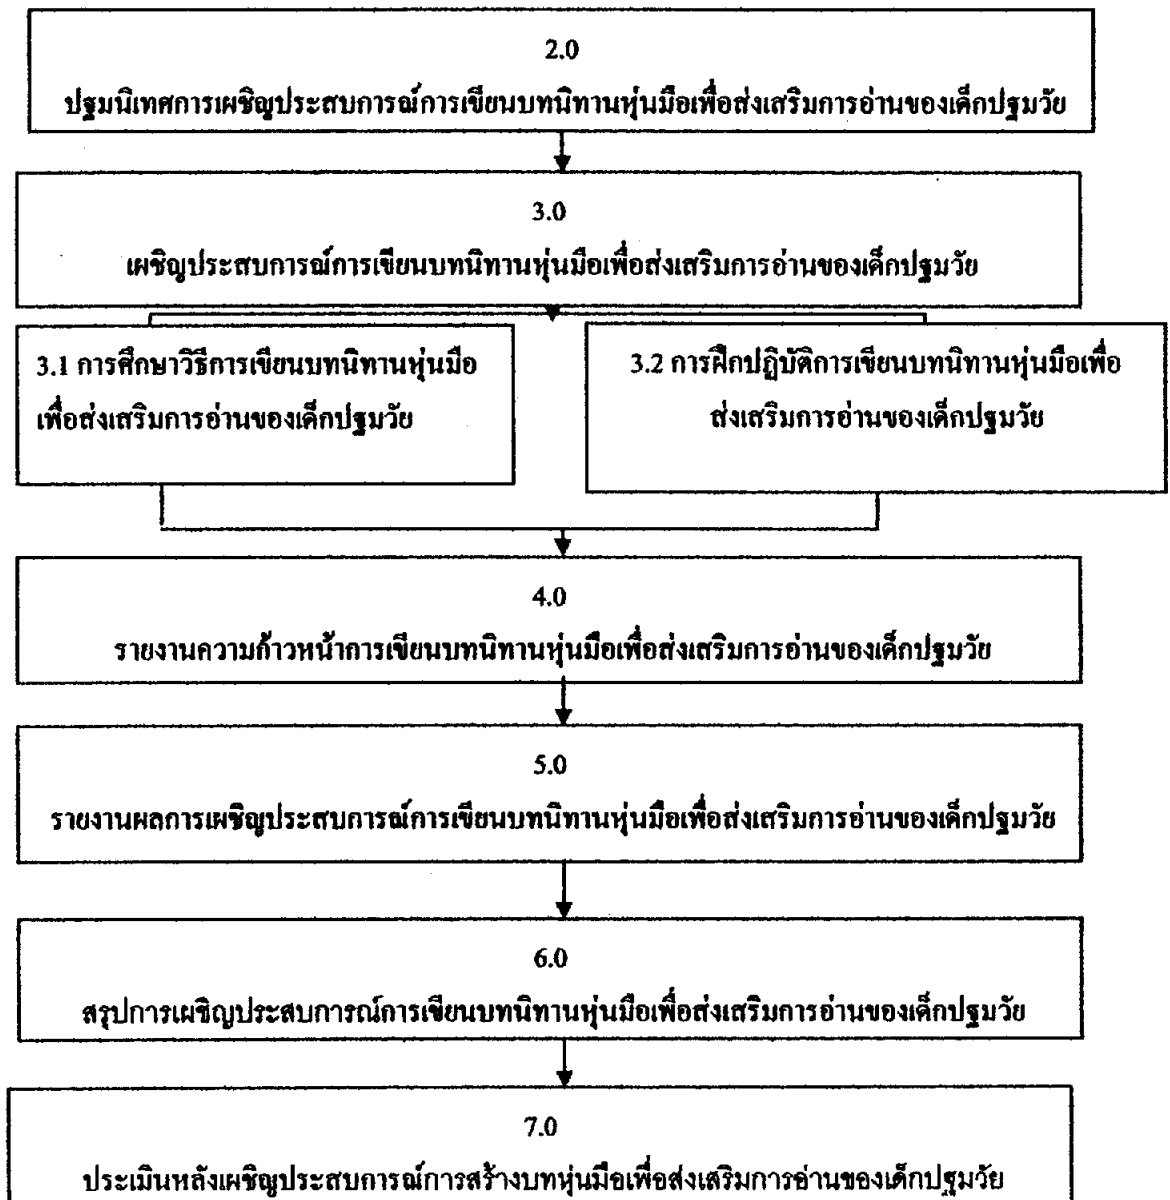 2.0
ปฐมนิเทศการเผชิญประสบการณ์การเขียนบทนิทานหุ่นมือเพื่อส่งเสริมการอ่านของเด็กปฐมวัย
3.0
เผชิญประสบการณ์การเขียนบทนิทานหุ่นมือเพื่อส่งเสริมการอ่านของเด็กปฐมวัย
3.1 การศึกษาวิธีการเขียนบทนิทานหุ่นมือ
เพื่อส่งเสริมการอ่านของเด็กปฐมวัย
3.2 การฝึกปฏิบัติการเขียนบทนิทานหุ่นมือเพื่อ
ส่งเสริมการอ่านของเด็กปฐมวัย
4.0
รายงานความก้าวหน้าการเขียนบทนิทานหุ่นมือเพื่อส่งเสริมการอ่านของเด็กปฐมวัย
5.0
รายงานผลการเผชิญประสบการณ์การเขียนบทนิทานหุ่นมือเพื่อส่งเสริมการอ่านของเด็กปฐมวัย
6.0
สรุปการเผชิญประสบการณ์การเขียนบทนิทานหุ่นมือเพื่อส่งเสริมการอ่านของเด็กปฐมวัย
7.0
ประเมินหลังเผชิญประสบการณ์การสร้างบทหุ่นมือเพื่อส่งเสริมการอ่านของเด็กปฐมวัย